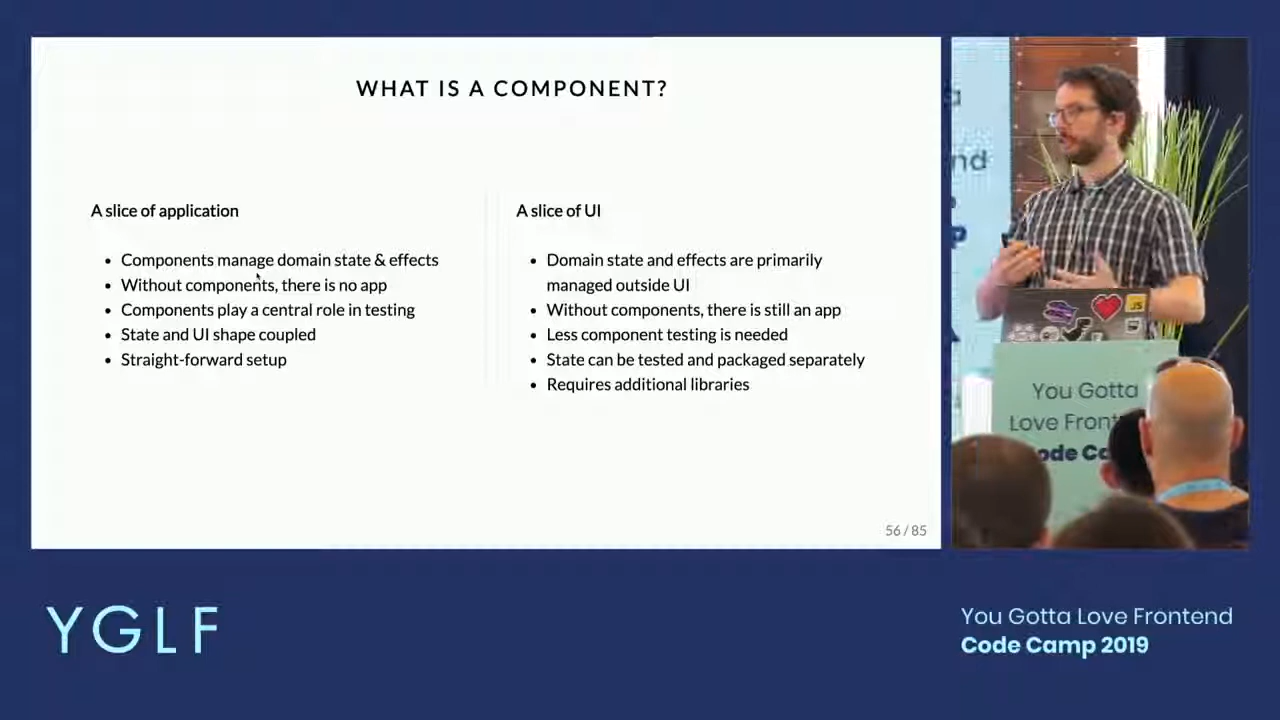 WHAT IS A COMPONENT?
A slice of application
• Components manage domain state & effects
• Without components, there is no app
• Components play a central role in testing
• State and UI shape coupled
• Straight-forward setup
A slice of UI
• Domain state and effects are primarily
managed outside UI
• Without components, there is still an app
• Less component testing is needed
• State can be tested and packaged separately
• Requires additional libraries
56 / 85
nd
JS
You Gotta
Love Front
ode Ca
YGLF
You Gotta Love Frontend
Code Camp 2019